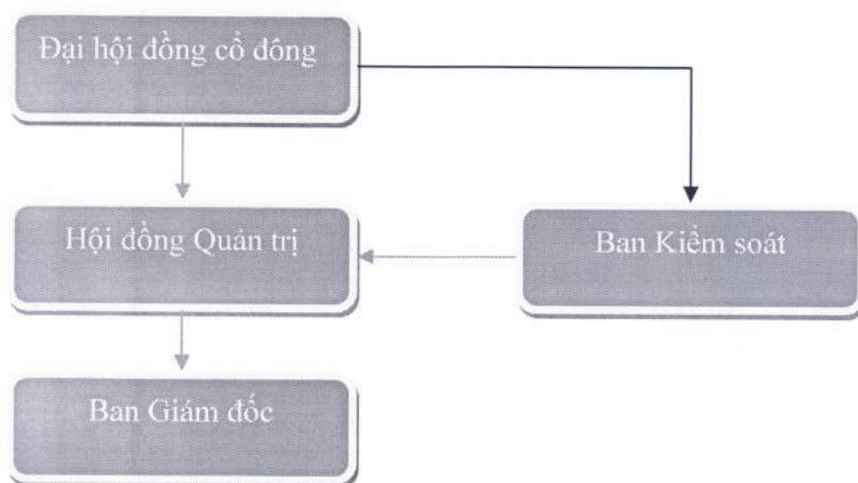 Đại hội đồng cổ đông
Hội đồng Quản trị
Ban Kiểm soát
Ban Giám đốc